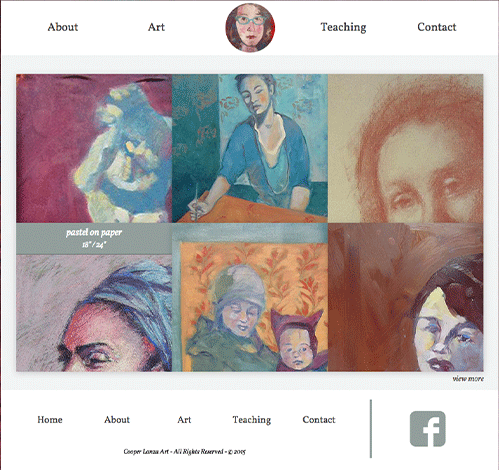 About Art Teaching Contact
pastel on paper
18"/24"
view more
Home About Art Teaching Contact
Cooper Lanza Art - All Rights Reserved - © 2015